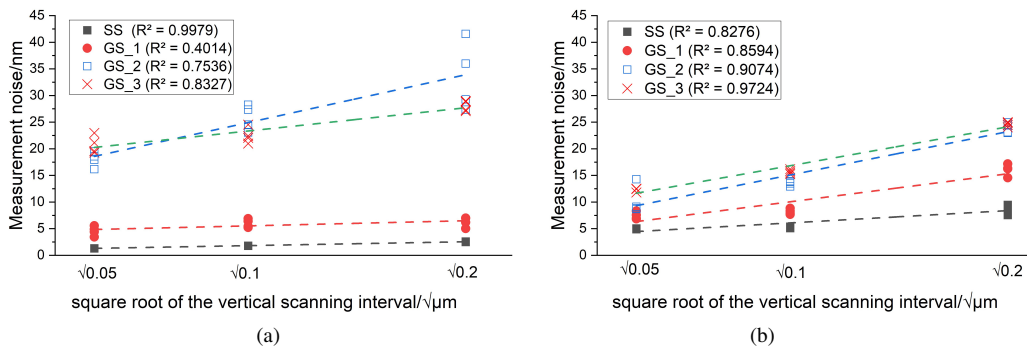 45
40
35
30
25
20
15
10
5
0
Measurement noise/nm
SS (R² = 0.9979)
GS_1 (R² = 0.4014)
GS_2 (R² = 0.7536)
GS_3 (R² = 0.8327)
√0.05 √0.1 √0.2
square root of the vertical scanning interval/√μm
(a)
45
40
35
30
25
20
15
10
5
0
Measurement noise/nm
SS (R² = 0.8276)
GS_1 (R² = 0.8594)
GS_2 (R² = 0.9074)
GS_3 (R² = 0.9724)
√0.05 √0.1 √0.2
square root of the vertical scanning interval/√μm
(b)